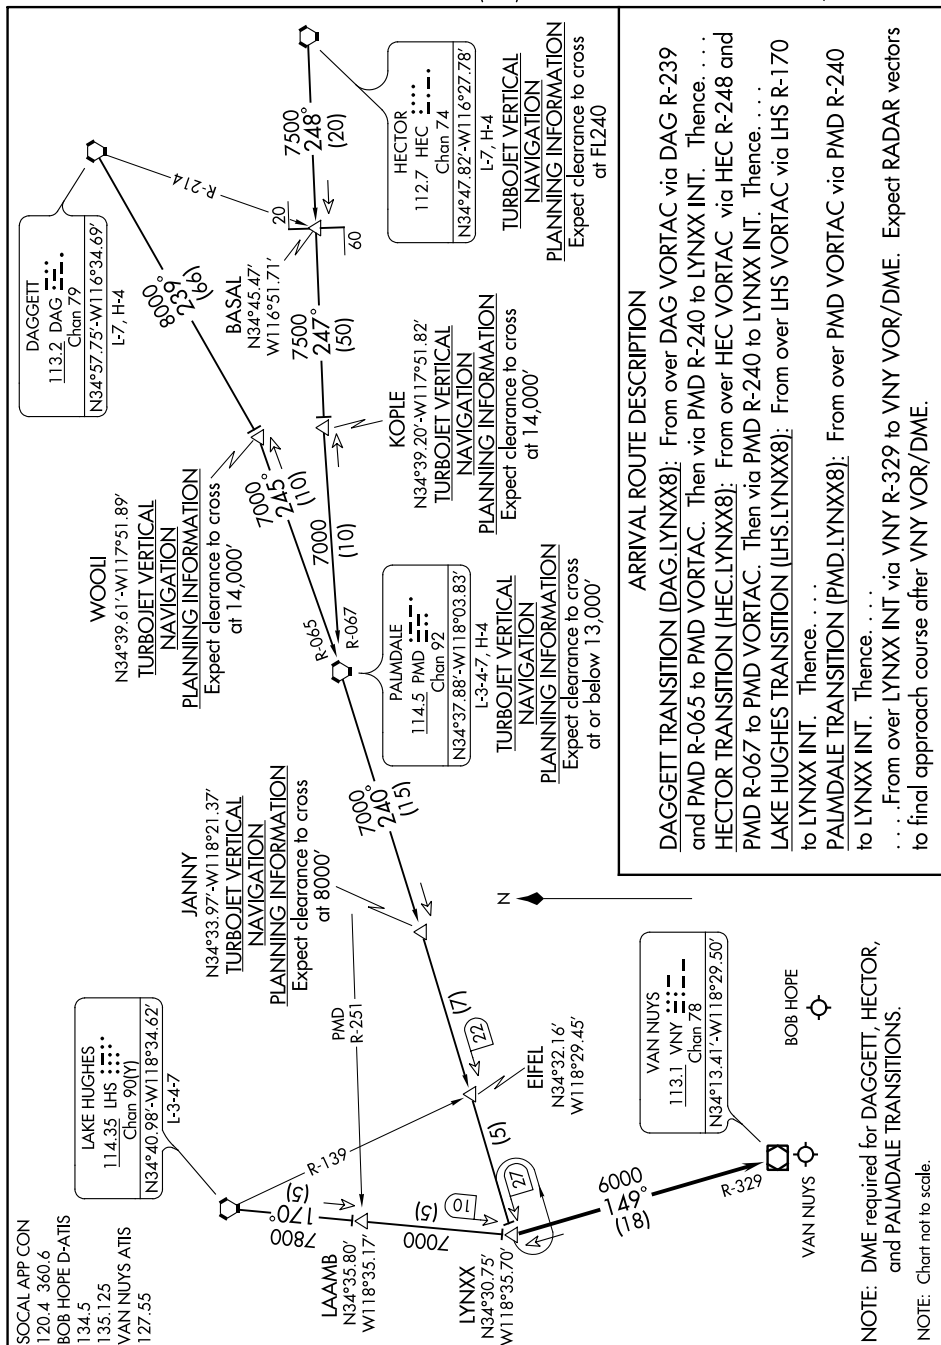 SOCAL APP CON
120.4 360.6
BOB HOPE D-ATIS
134.5
135.125
VAN NUYS ATIS
127.55
LAKE HUGHES
114.35 LHS
Chan 90(Y)
N34°40.98'-W118°34.62'
L-3-4-7
JANNY
N34°33.97'-W118°21.37'
TURBOJET VERTICAL
NAVIGATION
PLANNING INFORMATION
Expect clearance to cross
at 8000'
WOOLI
N34°39.61'-W117°51.89'
TURBOJET VERTICAL
NAVIGATION
PLANNING INFORMATION
Expect clearance to cross
at 14,000'
DAGGETT
113.2 DAG
Chan 79
N34°57.75'-W116°34.69'
L-7, H-4
R-214
8000
239°
(66)
20
60
BASAL
N34°45.47'
W116°51.71'
7500
248°
(20)
7500
247°
(50)
HECTOR
112.7 HEC
Chan 74
N34°47.82'-W116°27.78'
L-7, H-4
TURBOJET VERTICAL
NAVIGATION
PLANNING INFORMATION
Expect clearance to cross
at FL240
KOPLE
N34°39.20'-W117°51.82'
TURBOJET VERTICAL
NAVIGATION
PLANNING INFORMATION
Expect clearance to cross
at 14,000'
7000
245°
(10)
7000
(10)
R-065
R-067
PALMDALE
114.5 PMD
Chan 92
N34°37.88'-W118°03.83'
L-3-4-7, H-4
TURBOJET VERTICAL
NAVIGATION
PLANNING INFORMATION
Expect clearance to cross
at or below 13,000'
7000
240°
(15)
PMD
R-251
(7)
22
EIFEL
N34°32.16'
W118°29.45'
R-139
(5)
27
(5)
170°
7800
LAAMB
N34°35.80'
W118°35.17'
(5)
7000
10
LYNXX
N34°30.75'
W118°35.70'
6000
149°
(18)
R-329
N
VAN NUYS
113.1 VNY
Chan 78
N34°13.41'-W118°29.50'
VAN NUYS
BOB HOPE
NOTE: DME required for DAGGETT, HECTOR,
and PALMDALE TRANSITIONS.
NOTE: Chart not to scale.
ARRIVAL ROUTE DESCRIPTION
DAGGETT TRANSITION (DAG.LYNXX8): From over DAG VORTAC via DAG R-239
and PMD R-065 to PMD VORTAC. Then via PMD R-240 to LYNXX INT. Thence. . . .
HECTOR TRANSITION (HEC.LYNXX8): From over HEC VORTAC via HEC R-248 and
PMD R-067 to PMD VORTAC. Then via PMD R-240 to LYNXX INT. Thence. . . .
LAKE HUGHES TRANSITION (LHS.LYNXX8): From over LHS VORTAC via LHS R-170
to LYNXX INT. Thence. . . .
PALMDALE TRANSITION (PMD.LYNXX8): From over PMD VORTAC via PMD R-240
to LYNXX INT. Thence. . . .
. . . .From over LYNXX INT via VNY R-329 to VNY VOR/DME. Expect RADAR vectors
to final approach course after VNY VOR/DME.